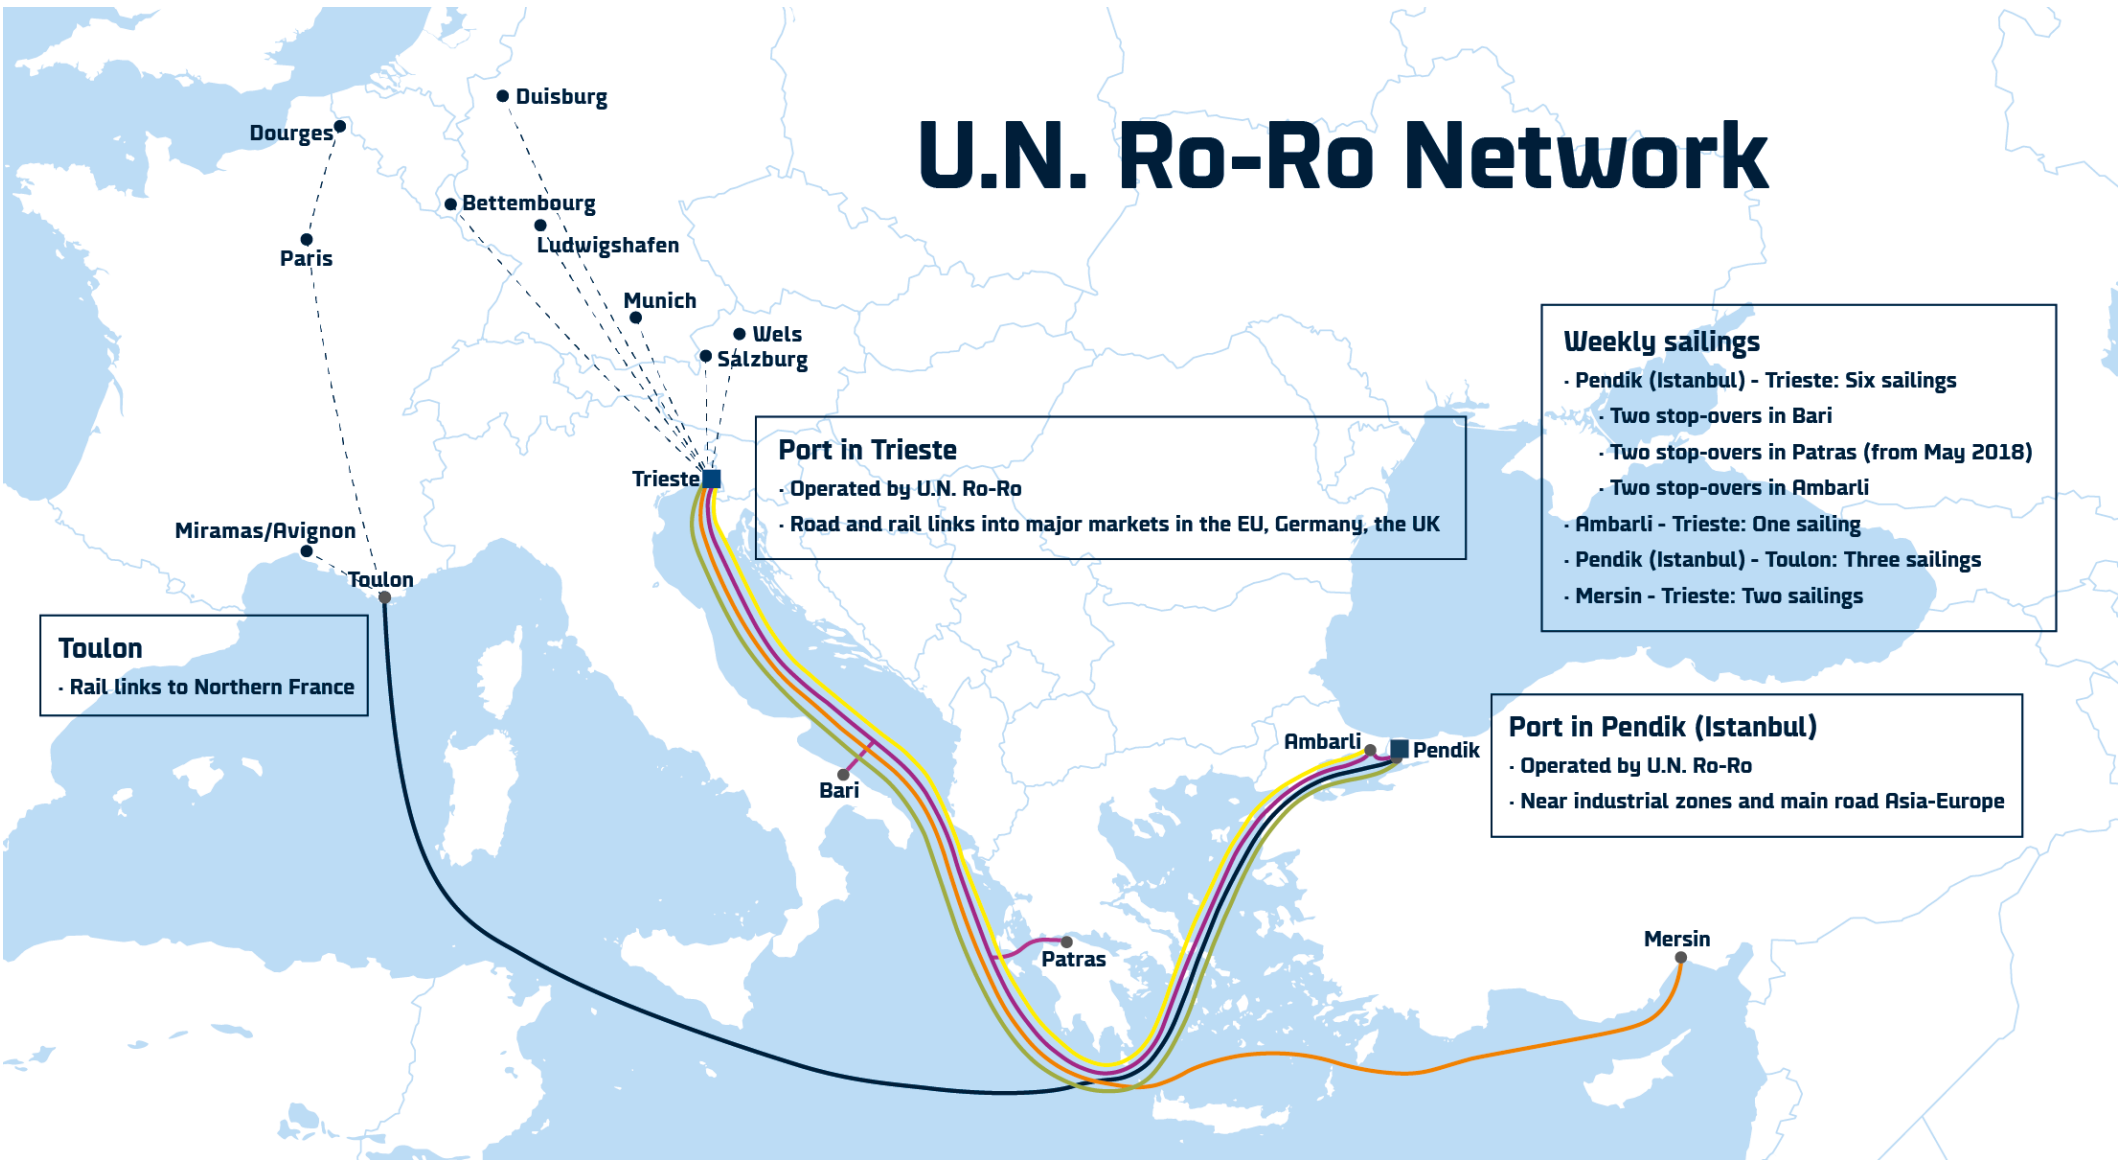 U.N. Ro-Ro Network
Duisburg
Dourges
Bettembourg
Ludwigshafen
Paris
Munich
Wels
Salzburg
Trieste
Miramas/Avignon
Toulon
Port in Trieste
· Operated by U.N. Ro-Ro
· Road and rail links into major markets in the EU, Germany, the UK
Weekly sailings
· Pendik (Istanbul) - Trieste: Six sailings
· Two stop-overs in Bari
· Two stop-overs in Patras (from May 2018)
· Two stop-overs in Ambarli
· Ambarli - Trieste: One sailing
· Pendik (Istanbul) - Toulon: Three sailings
· Mersin - Trieste: Two sailings
Toulon
· Rail links to Northern France
Port in Pendik (Istanbul)
· Operated by U.N. Ro-Ro
· Near industrial zones and main road Asia-Europe
Ambarli
Pendik
Bari
Patras
Mersin